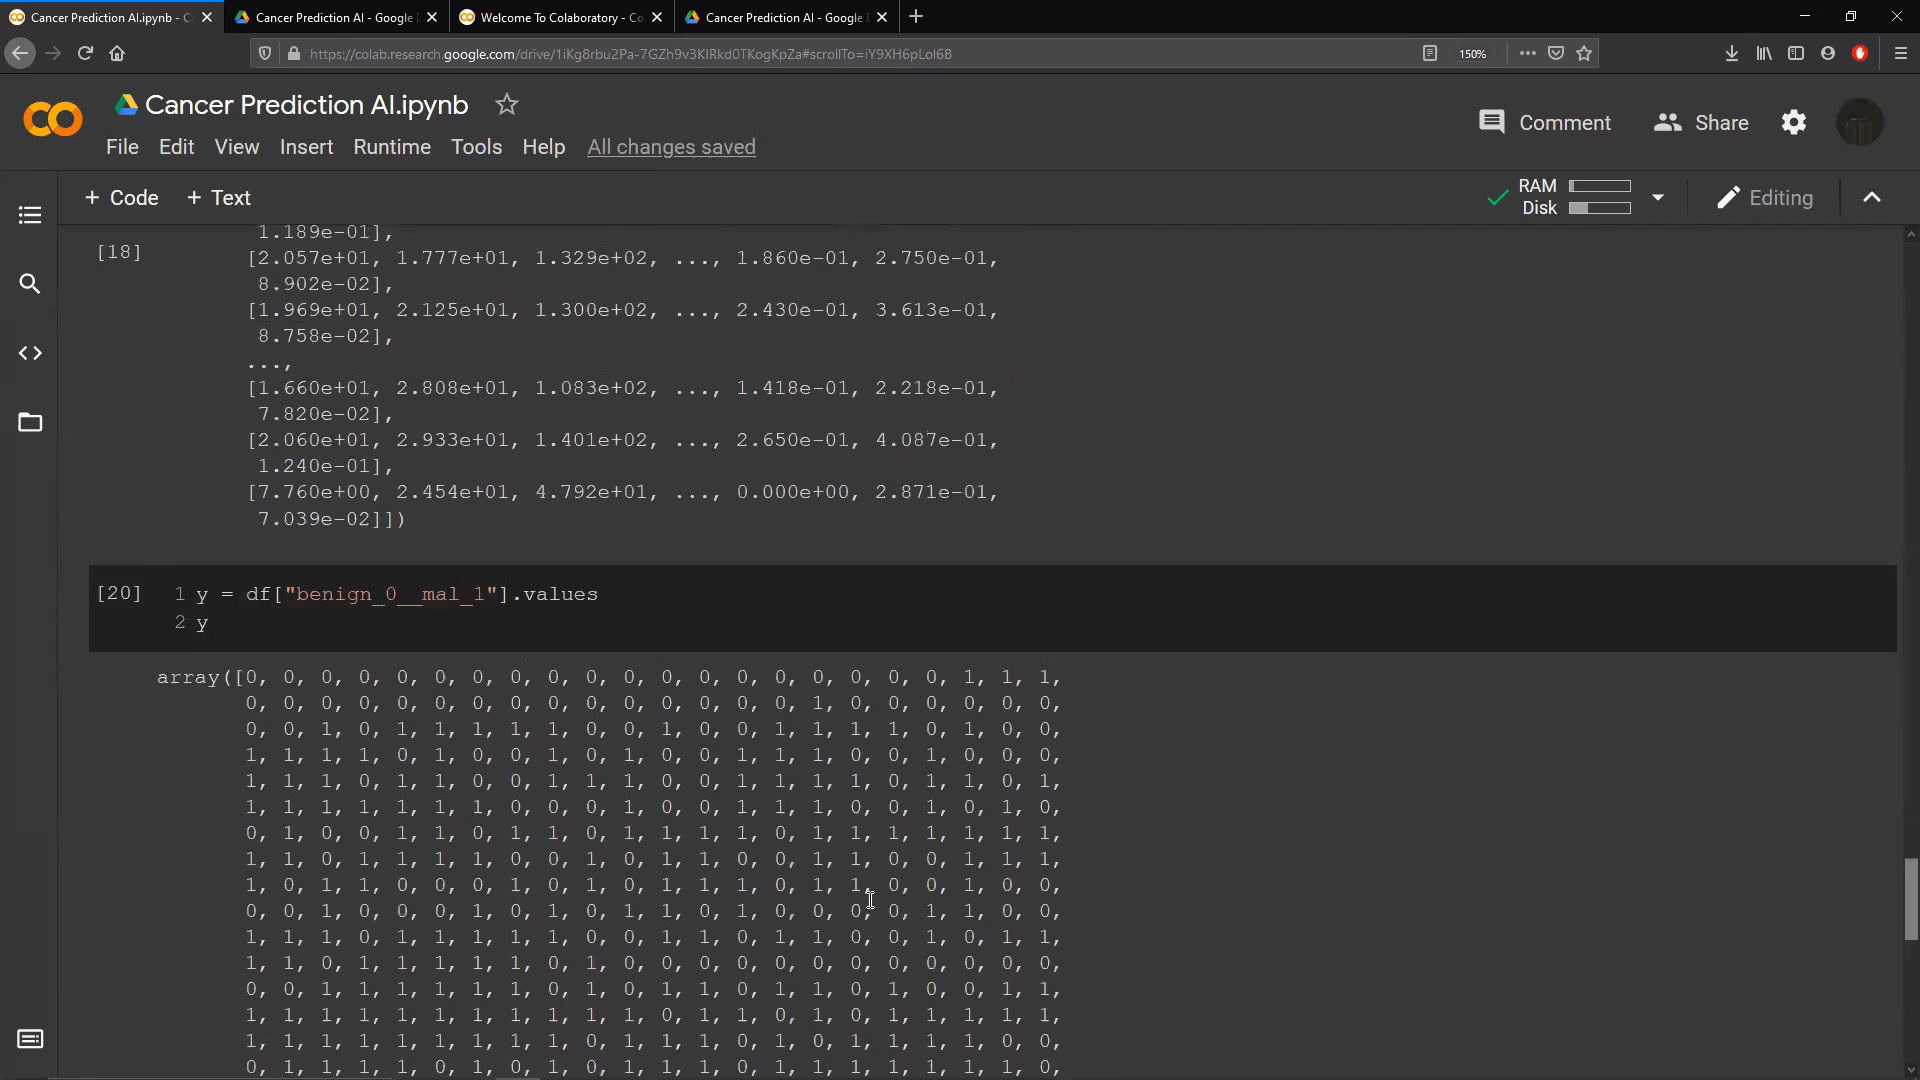 Cancer Prediction AI.ipynb - C
Cancer Prediction AI - Google
Welcome To Colaboratory - Co
Cancer Prediction AI - Google
https://colab.research.google.com/drive/1iKg8rbu2Pa-7GZh9v3KIRkd0TKogKpZa#scrollTo=iY9XH6pLol6B
150%
Cancer Prediction AI.ipynb
Comment
Share
File Edit View Insert Runtime Tools Help All changes saved
+ Code + Text
RAM
Disk
Editing
1.189e-01],
[18]
[2.057e+01, 1.777e+01, 1.329e+02, ..., 1.860e-01, 2.750e-01,
8.902e-02],
[1.969e+01, 2.125e+01, 1.300e+02, ..., 2.430e-01, 3.613e-01,
8.758e-02],
...,
[1.660e+01, 2.808e+01, 1.083e+02, ..., 1.418e-01, 2.218e-01,
7.820e-02],
[2.060e+01, 2.933e+01, 1.401e+02, ..., 2.650e-01, 4.087e-01,
1.240e-01],
[7.760e+00, 2.454e+01, 4.792e+01, ..., 0.000e+00, 2.871e-01,
7.039e-02]])
[20] 1 y = df["benign_0__mal_1"].values
2 y
array([0, 0, 0, 0, 0, 0, 0, 0, 0, 0, 0, 0, 0, 0, 0, 0, 0, 0, 0, 1, 1, 1,
0, 0, 0, 0, 0, 0, 0, 0, 0, 0, 0, 0, 0, 0, 0, 1, 0, 0, 0, 0, 0, 0,
0, 0, 1, 0, 1, 1, 1, 1, 1, 0, 0, 1, 0, 0, 1, 1, 1, 1, 0, 1, 0, 0,
1, 1, 1, 1, 0, 1, 0, 0, 1, 0, 1, 0, 0, 1, 1, 1, 0, 0, 1, 0, 0, 0,
1, 1, 1, 0, 1, 1, 0, 0, 1, 1, 1, 0, 0, 1, 1, 1, 1, 0, 1, 1, 0, 1,
1, 1, 1, 1, 1, 1, 1, 0, 0, 0, 1, 0, 0, 1, 1, 1, 0, 0, 1, 0, 1, 0,
0, 1, 0, 0, 1, 1, 0, 1, 1, 0, 1, 1, 1, 1, 0, 1, 1, 1, 1, 1, 1, 1,
1, 1, 0, 1, 1, 1, 1, 0, 0, 1, 0, 1, 1, 0, 0, 1, 1, 0, 0, 1, 1, 1,
1, 0, 1, 1, 0, 0, 0, 1, 0, 1, 0, 1, 1, 1, 0, 1, 1, 0, 0, 1, 0, 0,
0, 0, 1, 0, 0, 0, 1, 0, 1, 0, 1, 1, 0, 1, 0, 0, 0, 0, 1, 1, 0, 0,
1, 1, 1, 0, 1, 1, 1, 1, 1, 0, 0, 1, 1, 0, 1, 1, 0, 0, 1, 0, 1, 1,
1, 1, 0, 1, 1, 1, 1, 1, 0, 1, 0, 0, 0, 0, 0, 0, 0, 0, 0, 0, 0, 0,
0, 0, 1, 1, 1, 1, 1, 1, 0, 1, 0, 1, 1, 0, 1, 1, 0, 1, 0, 0, 1, 1,
1, 1, 1, 1, 1, 1, 1, 1, 1, 1, 1, 0, 1, 1, 0, 1, 0, 1, 1, 1, 1, 1,
1, 1, 1, 1, 1, 1, 1, 1, 1, 0, 1, 1, 1, 0, 1, 0, 1, 1, 1, 1, 0, 0,
0, 1, 1, 1, 1, 0, 1, 0, 1, 0, 1, 1, 1, 0, 1, 1, 1, 1, 1, 1, 1, 0,